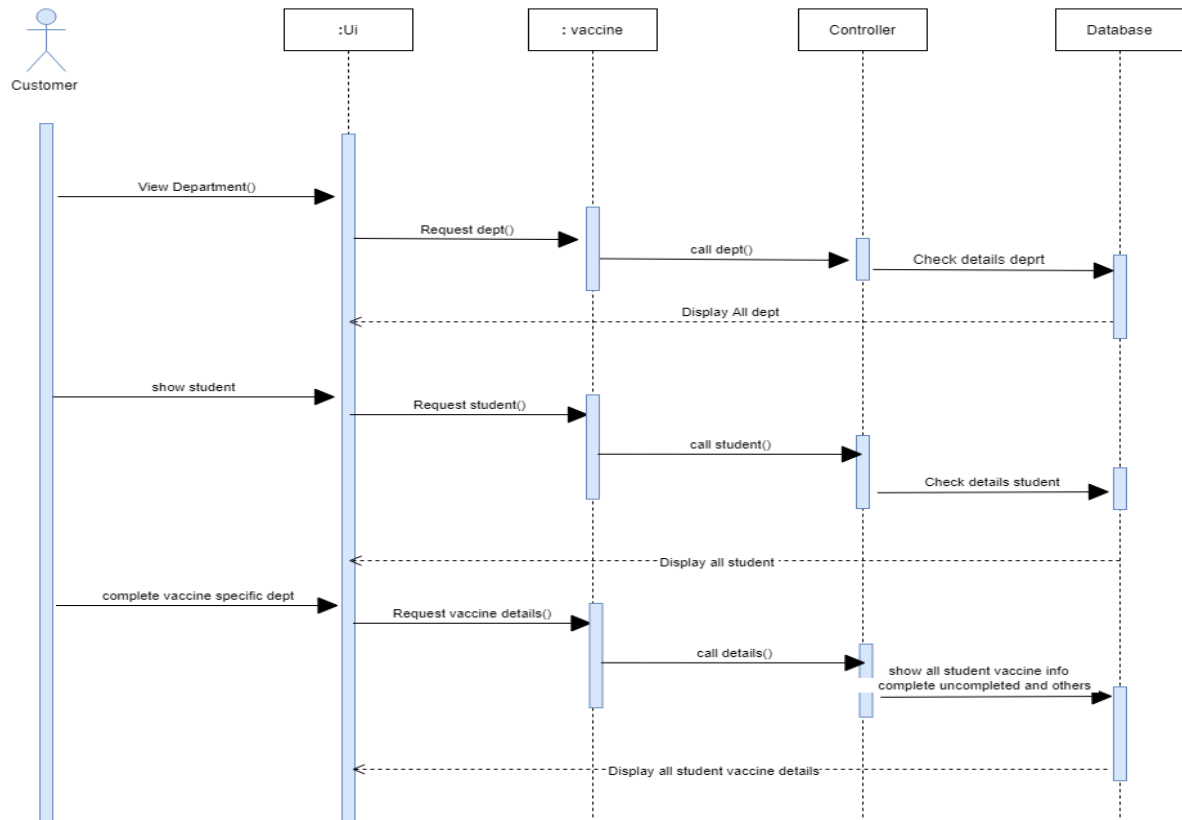 :Ui
: vaccine
Controller
Database
Customer
View Department()
Request dept()
call dept()
Check details deprt
Display All dept
show student
Request student()
call student()
Check details student
Display all student
complete vaccine specific dept
Request vaccine details()
call details()
show all student vaccine info
complete uncompleted and others
Display all student vaccine details